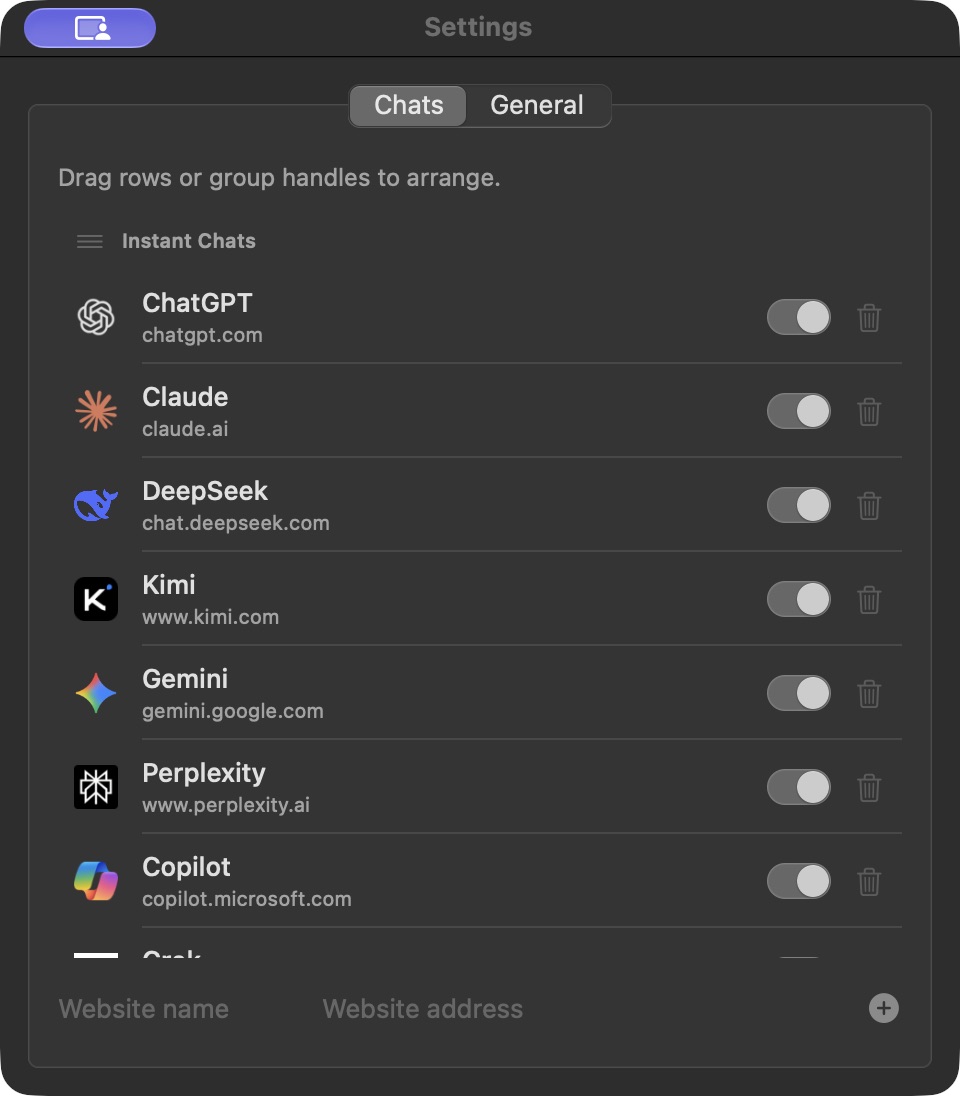 Settings
Chats
General
Drag rows or group handles to arrange.
Instant Chats
ChatGPT
chatgpt.com
Claude
claude.ai
DeepSeek
chat.deepseek.com
Kimi
www.kimi.com
Gemini
gemini.google.com
Perplexity
www.perplexity.ai
Copilot
copilot.microsoft.com
Grok
Website name
Website address